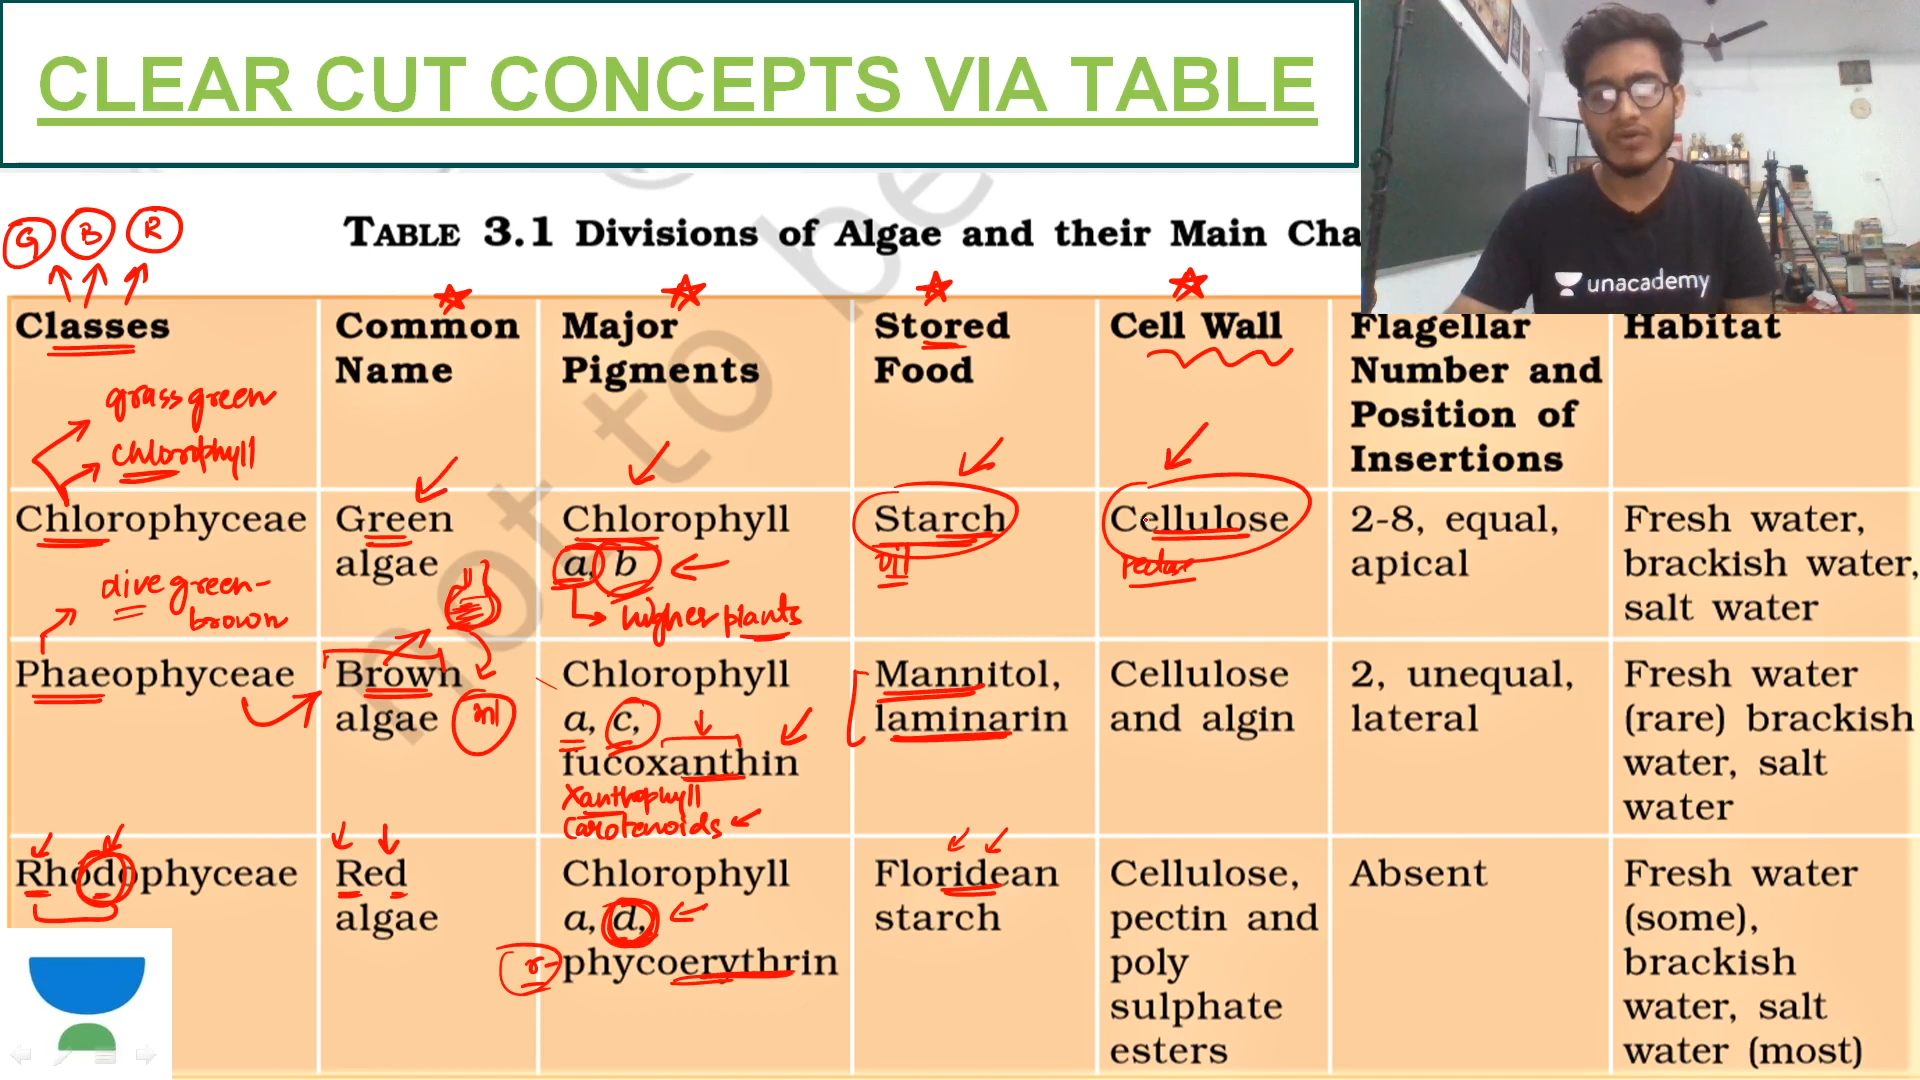 CLEAR CUT CONCEPTS VIA TABLE
unacademy
G B R
TABLE 3.1 Divisions of Algae and their Main Cha
not to be
Classes
Common Name
Major Pigments
Stored Food
Cell Wall
Flagellar Number and Position of Insertions
Habitat
grass green
chlorophyll
Chlorophyceae
Green algae
Chlorophyll a, b
higher plants
Starch
oil
Cellulose
2-8, equal, apical
Fresh water, brackish water, salt water
olive green-
brown
Phaeophyceae
Brown algae
Chlorophyll a, c, fucoxanthin
Xanthophyll
Carotenoids
Mannitol, laminarin
Cellulose and algin
2, unequal, lateral
Fresh water (rare) brackish water, salt water
Rhodophyceae
Red algae
Chlorophyll a, d,
r-phycoerythrin
Floridean starch
Cellulose, pectin and poly sulphate esters
Absent
Fresh water (some), brackish water, salt water (most)